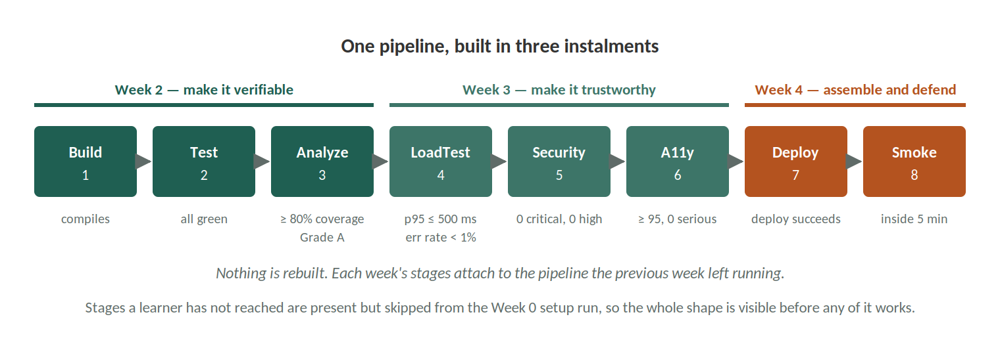 One pipeline, built in three instalments
Week 2 — make it verifiable
Week 3 — make it trustworthy
Week 4 — assemble and defend
Build
1
Test
2
Analyze
3
LoadTest
4
Security
5
A11y
6
Deploy
7
Smoke
8
compiles
all green
≥ 80% coverage
Grade A
p95 ≤ 500 ms
err rate < 1%
0 critical, 0 high
≥ 95, 0 serious
deploy succeeds
inside 5 min
Nothing is rebuilt. Each week's stages attach to the pipeline the previous week left running.
Stages a learner has not reached are present but skipped from the Week 0 setup run, so the whole shape is visible before any of it works.